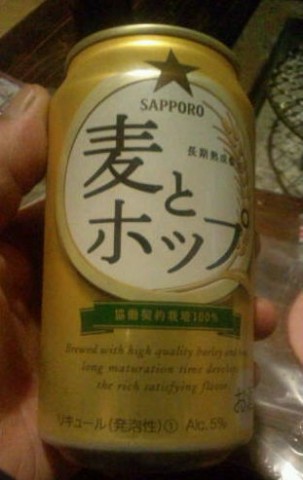 SAPPORO
長期熟成
麦と
ホップ
協働契約栽培100%
Brewed with high quality barley and
long maturation time
the rich satisfying flavor.
リキュール(発泡性)① Alc.5%
お